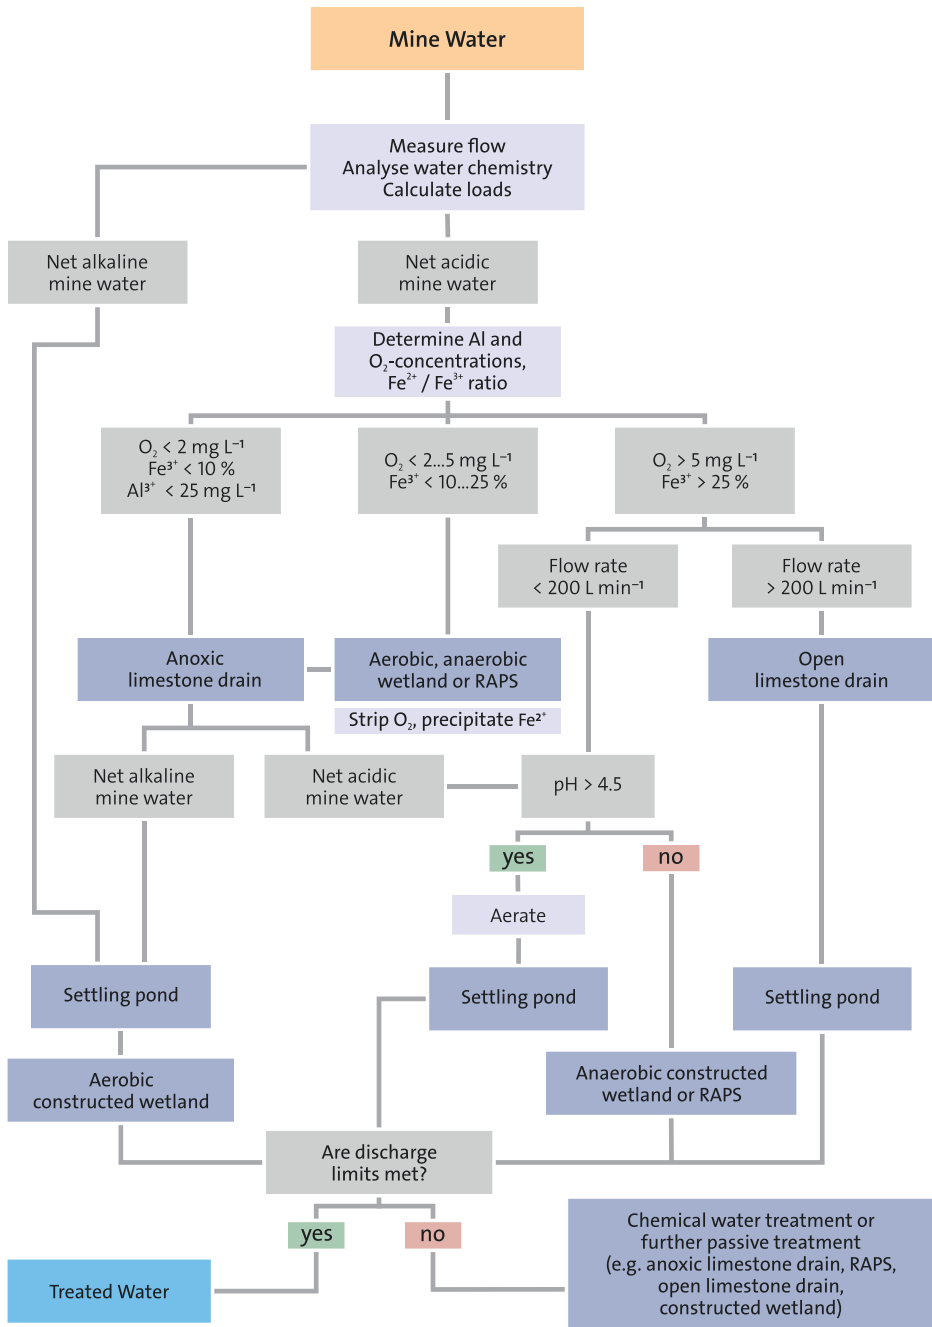 Mine Water
Measure flow
Analyse water chemistry
Calculate loads
Net alkaline
mine water
Net acidic
mine water
Determine Al and
O₂-concentrations,
Fe²⁺ / Fe³⁺ ratio
O₂ < 2 mg L⁻¹
Fe³⁺ < 10 %
Al³⁺ < 25 mg L⁻¹
O₂ < 2...5 mg L⁻¹
Fe³⁺ < 10...25 %
O₂ > 5 mg L⁻¹
Fe³⁺ > 25 %
Flow rate
< 200 L min⁻¹
Flow rate
> 200 L min⁻¹
Anoxic
limestone drain
Aerobic, anaerobic
wetland or RAPS
Open
limestone drain
Strip O₂, precipitate Fe²⁺
Net alkaline
mine water
Net acidic
mine water
pH > 4.5
yes
no
Aerate
Settling pond
Settling pond
Settling pond
Aerobic
constructed wetland
Anaerobic constructed
wetland or RAPS
Are discharge
limits met?
yes
no
Treated Water
Chemical water treatment or
further passive treatment
(e.g. anoxic limestone drain, RAPS,
open limestone drain,
constructed wetland)